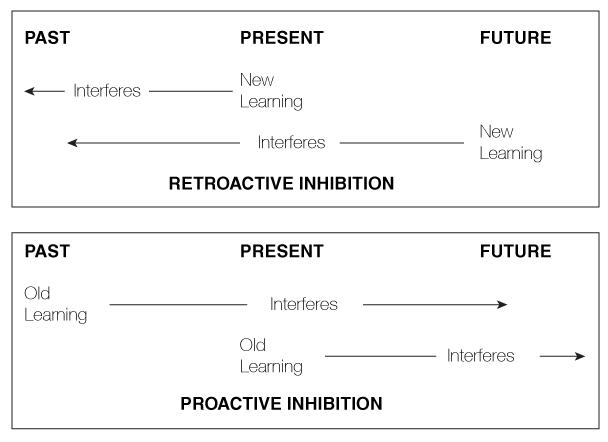 PAST PRESENT FUTURE
Interferes New
Learning
Interferes New
Learning
RETROACTIVE INHIBITION
PAST PRESENT FUTURE
Old
Learning Interferes
Old
Learning Interferes
PROACTIVE INHIBITION